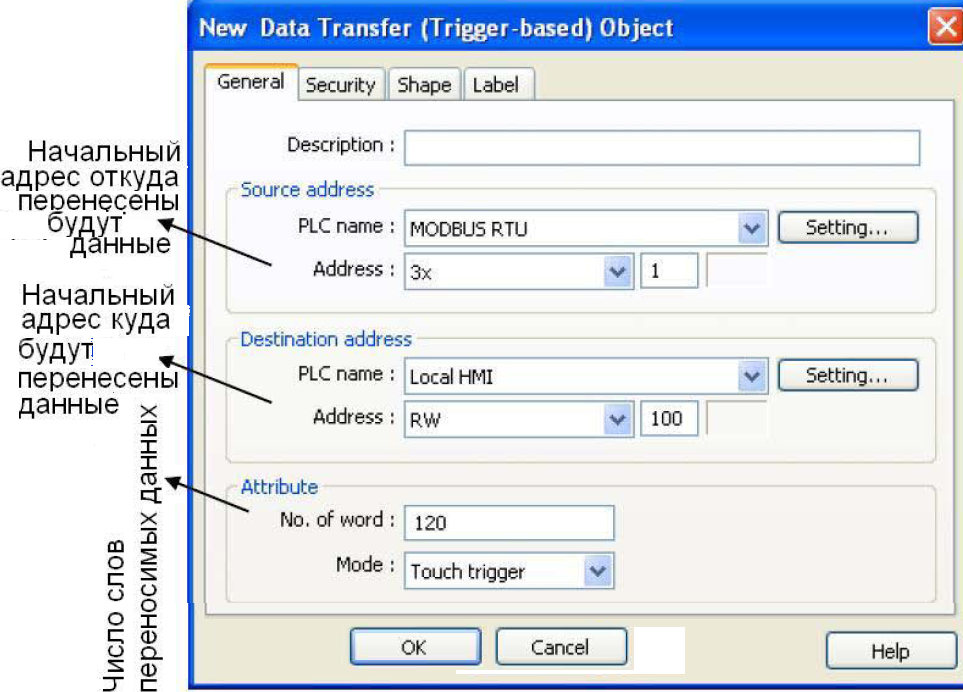 New Data Transfer (Trigger-based) Object
General Security Shape Label
Description :
Source address
PLC name : MODBUS RTU Setting...
Address : 3x 1
Destination address
PLC name : Local HMI Setting...
Address : RW 100
Attribute
No. of word : 120
Mode : Touch trigger
OK Cancel Help
Начальный
адрес откуда
перенесены
будут
данные
Начальный
адрес куда
будут
перенесены
данные
Число слов
переносимых данных